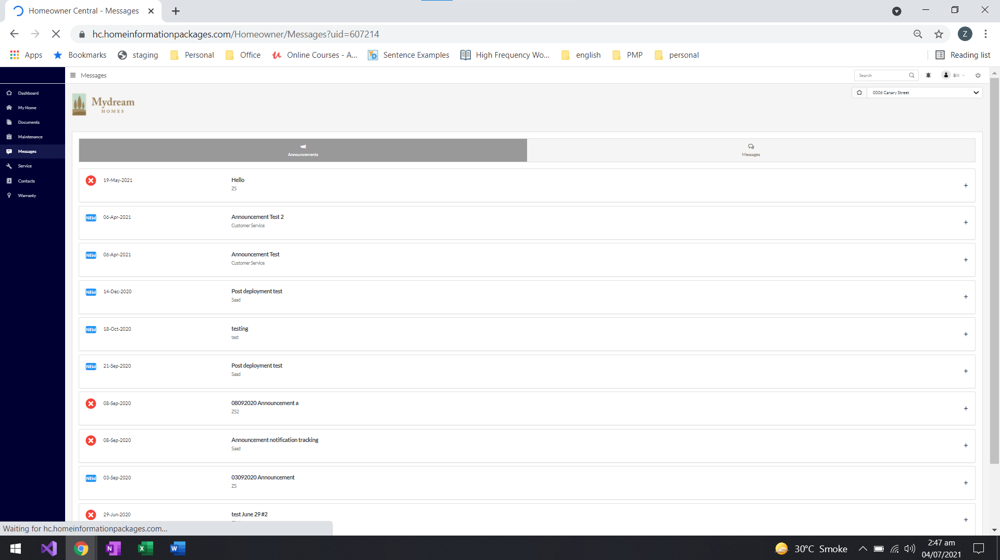 Homeowner Central - Messages
hc.homeinformationpackages.com/Homeowner/Messages?uid=607214
Z
Apps Bookmarks staging Personal Office Online Courses - A... Sentence Examples High Frequency Wo... english PMP personal Reading list
Messages
Search
Bill
Dashboard
My Home
Documents
Maintenance
Messages
Service
Contacts
Warranty
Mydream
HOMES
0006 Canary Street
Announcements
Messages
19-May-2021 Hello
ZS
NEW 06-Apr-2021 Announcement Test 2
Customer Service
NEW 06-Apr-2021 Announcement Test
Customer Service
NEW 14-Dec-2020 Post deployment test
Saad
NEW 18-Oct-2020 testing
test
NEW 21-Sep-2020 Post deployment test
Saad
08-Sep-2020 08092020 Announcement a
ZS2
08-Sep-2020 Announcement notification tracking
Saad
NEW 03-Sep-2020 03092020 Announcement
ZS
29-Jun-2020 test June 29 #2
Waiting for hc.homeinformationpackages.com...
30°C Smoke
2:47 am
04/07/2021